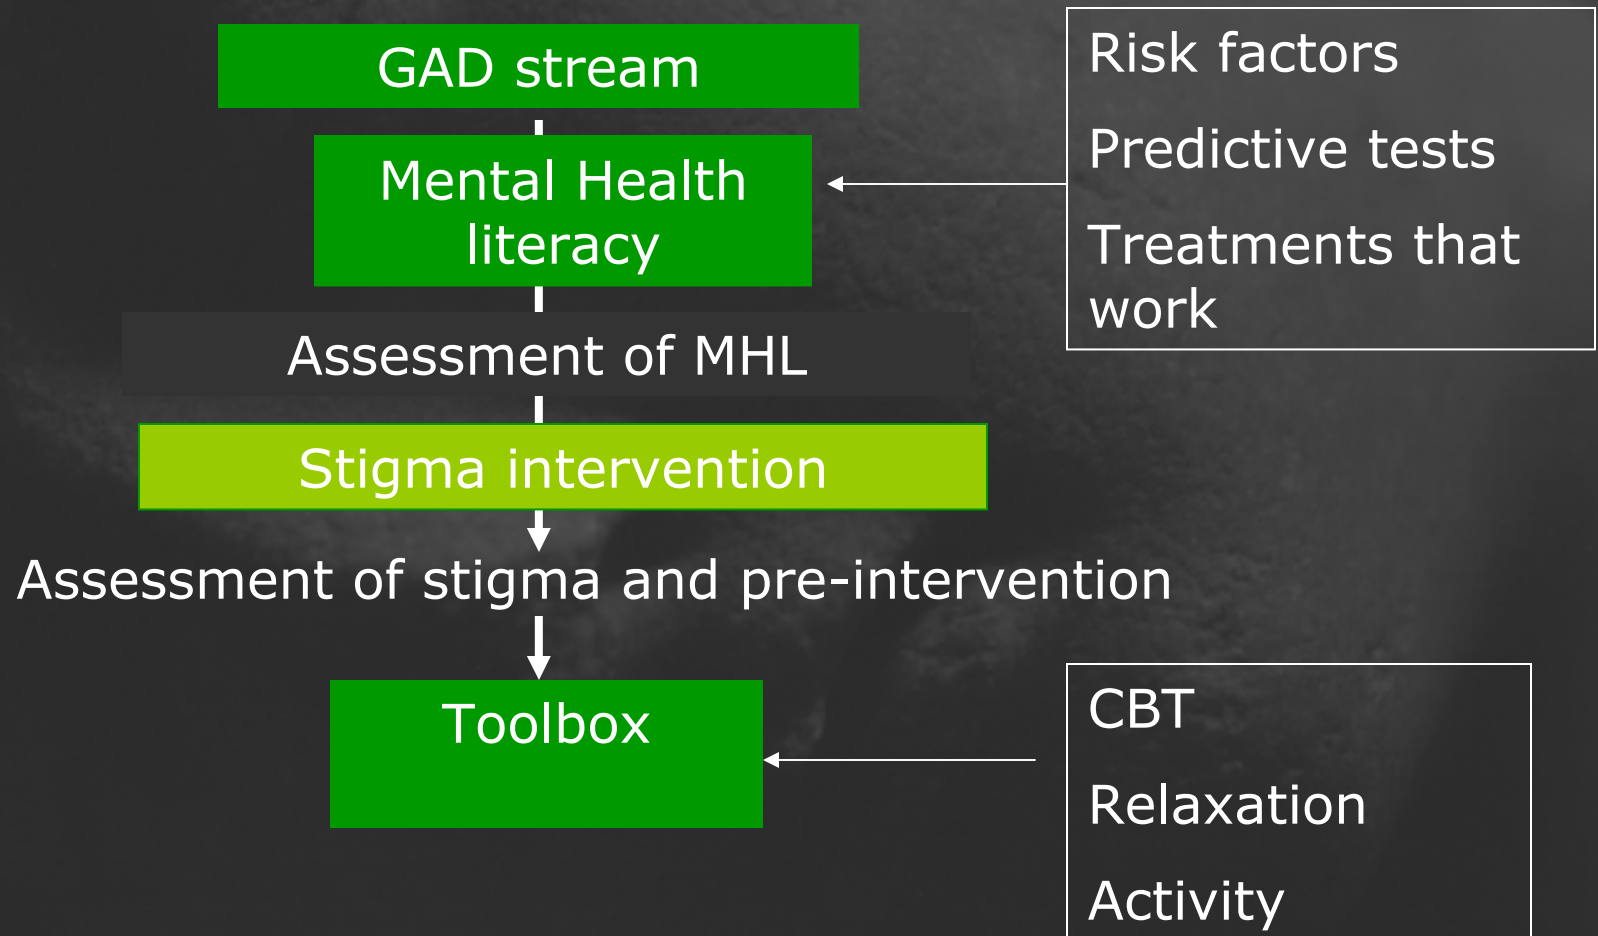 GAD stream
Mental Health
literacy
Risk factors
Predictive tests
Treatments that
work
Assessment of MHL
Stigma intervention
Assessment of stigma and pre-intervention
Toolbox
CBT
Relaxation
Activity